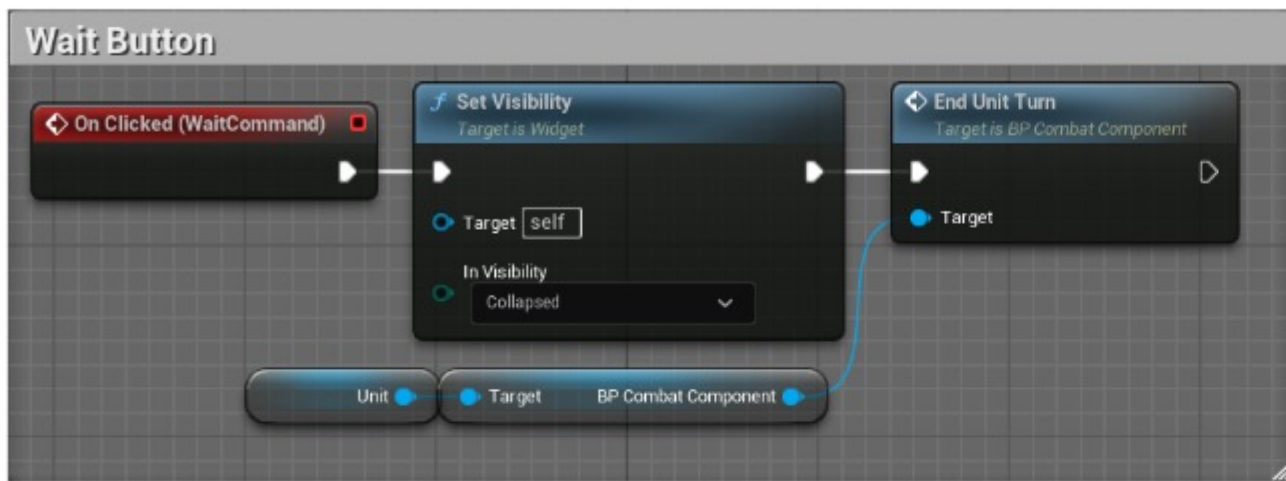 Wait Button
On Clicked (WaitCommand)
Set Visibility
Target is Widget
Target self
In Visibility
Collapsed
End Unit Turn
Target is BP Combat Component
Target
Unit
Target BP Combat Component